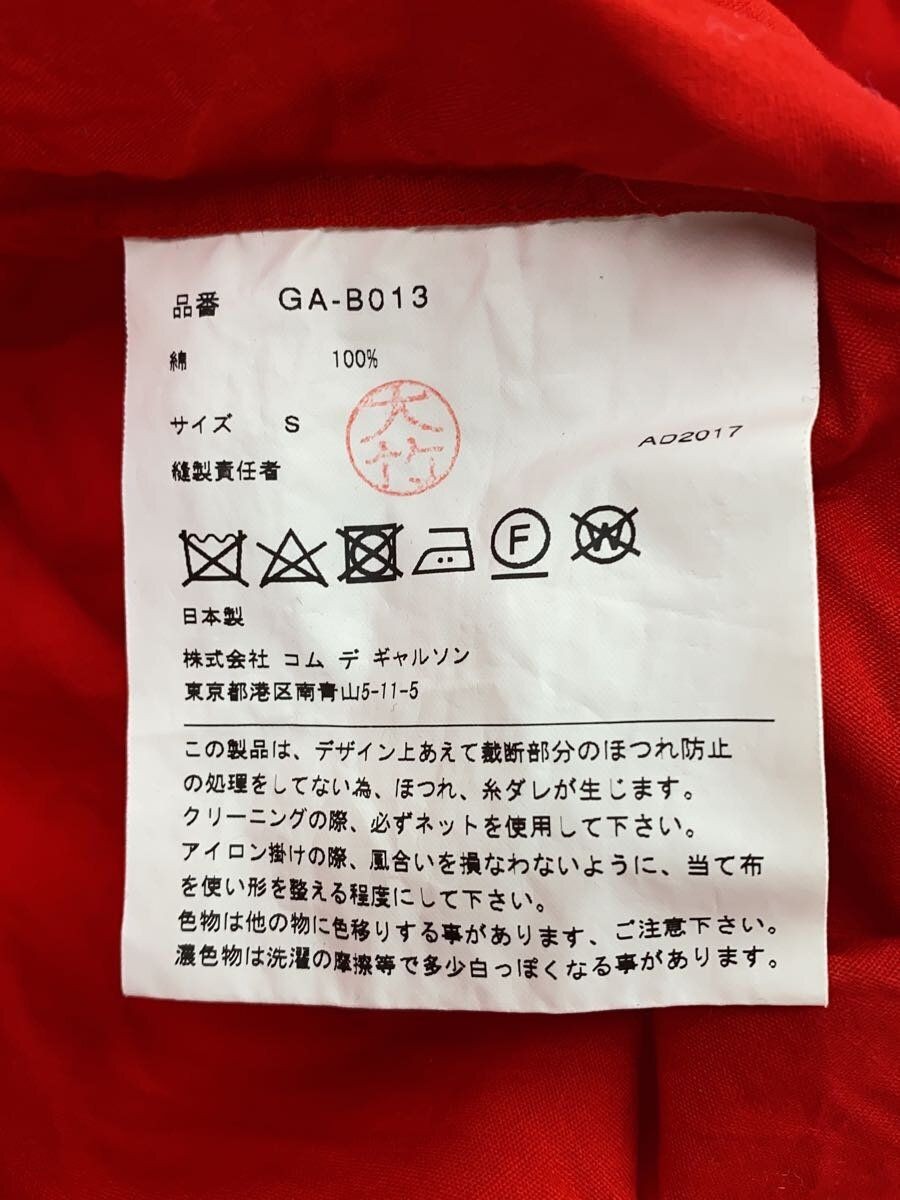 品番 GA-B013
綿 100%
サイズ S
大竹
AD2017
縫製責任者
F
W
日本製
株式会社 コム デ ギャルソン
東京都港区南青山5-11-5
この製品は、デザイン上あえて裁断部分のほつれ防止
の処理をしてない為、ほつれ、糸ダレが生じます。
クリーニングの際、必ずネットを使用して下さい。
アイロン掛けの際、風合いを損なわないように、当て布
を使い形を整える程度にして下さい。
色物は他の物に色移りする事があります、ご注意下さい。
濃色物は洗濯の摩擦等で多少白っぽくなる事があります。